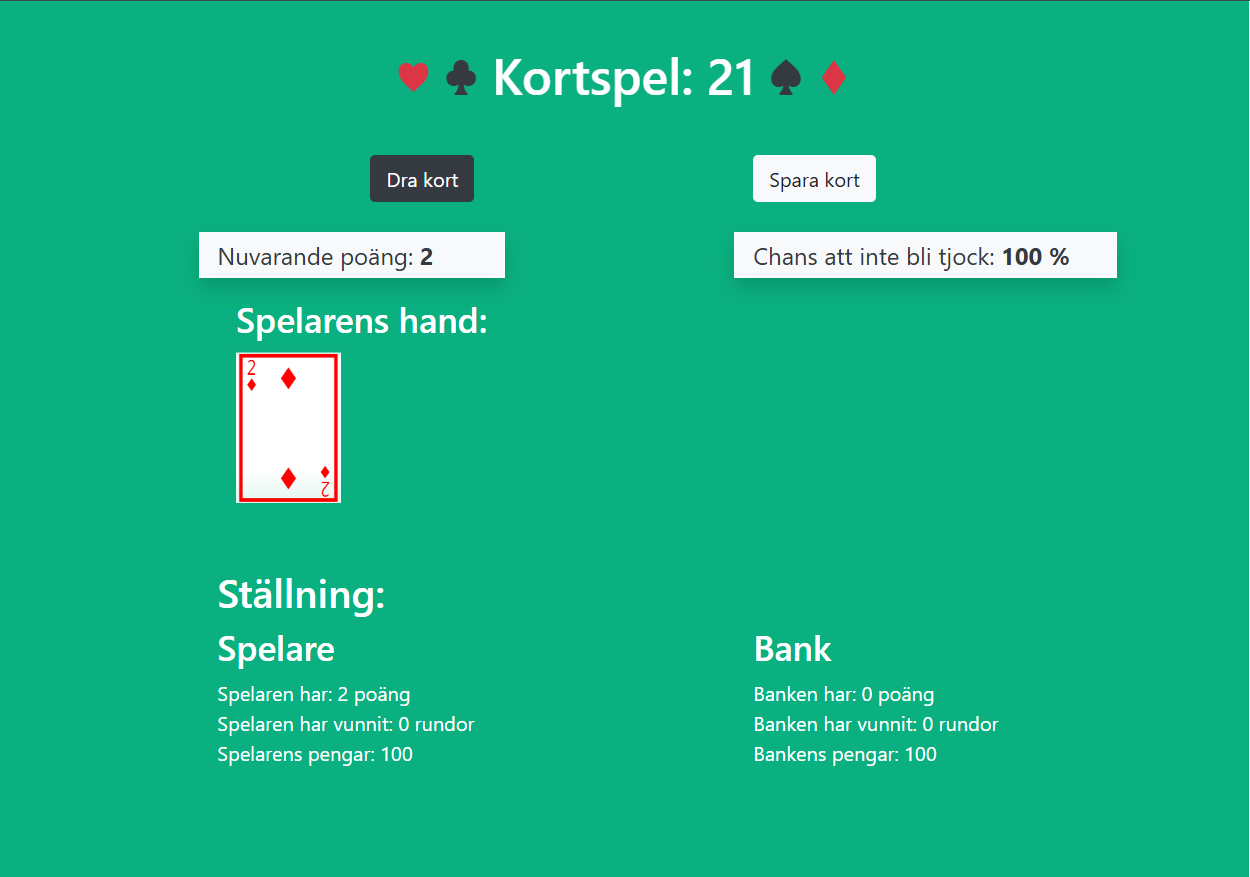 Kortspel: 21
Dra kort
Spara kort
Nuvarande poäng: 2
Chans att inte bli tjock: 100 %
Spelarens hand:
2
2
Ställning:
Spelare
Spelaren har: 2 poäng
Spelaren har vunnit: 0 rundor
Spelarens pengar: 100
Bank
Banken har: 0 poäng
Banken har vunnit: 0 rundor
Bankens pengar: 100